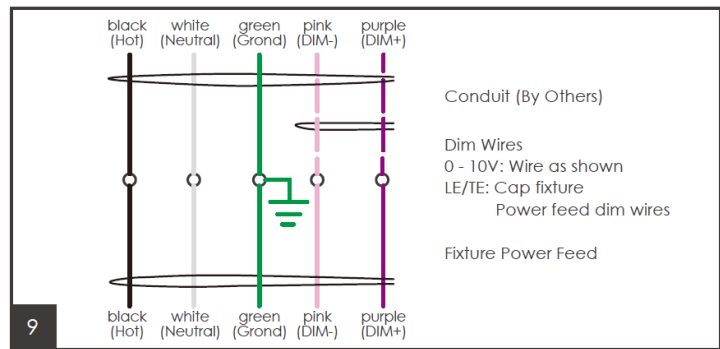 black white green pink purple
(Hot) (Neutral) (Grond) (DIM-) (DIM+)
Conduit (By Others)
Dim Wires
0 - 10V: Wire as shown
LE/TE: Cap fixture
Power feed dim wires
Fixture Power Feed
black white green pink purple
(Hot) (Neutral) (Grond) (DIM-) (DIM+)
9